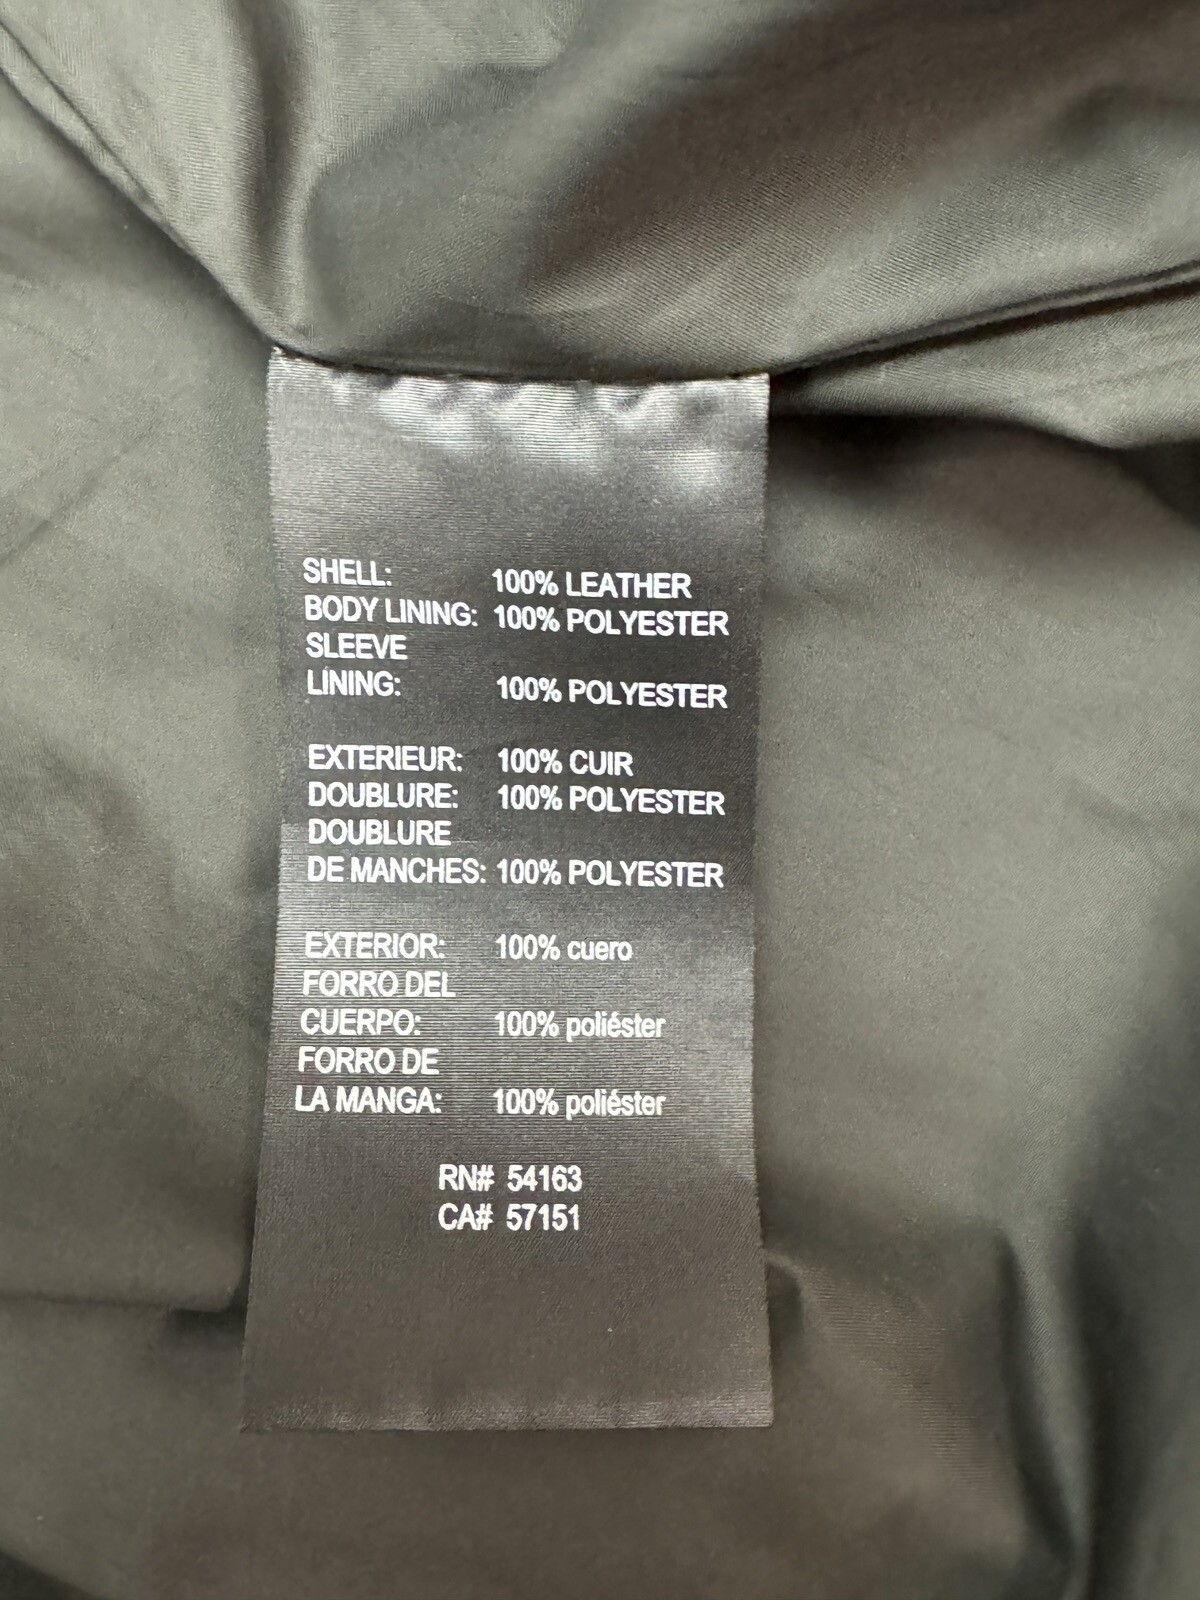 SHELL: 100% LEATHER
BODY LINING: 100% POLYESTER
SLEEVE
LINING: 100% POLYESTER
EXTERIEUR: 100% CUIR
DOUBLURE: 100% POLYESTER
DOUBLURE
DE MANCHES: 100% POLYESTER
EXTERIOR: 100% cuero
FORRO DEL
CUERPO: 100% poliéster
FORRO DE
LA MANGA: 100% poliéster
RN# 54163
CA# 57151